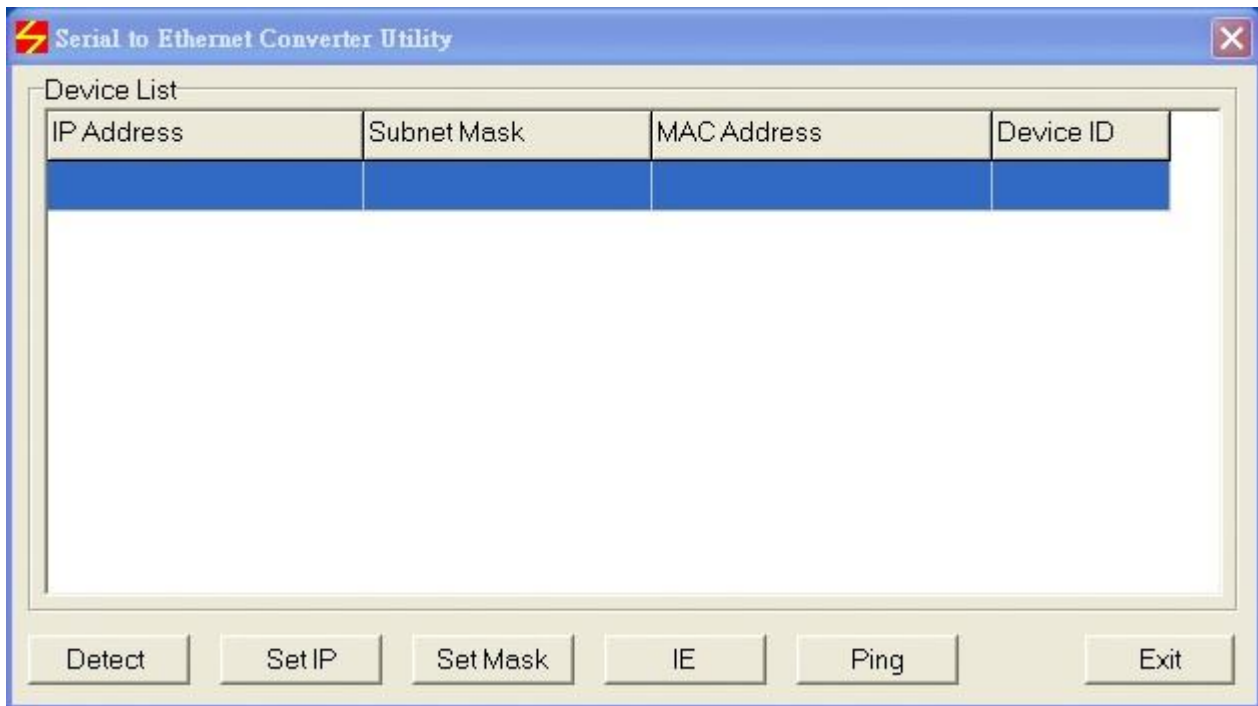 Serial to Ethernet Converter Utility
Device List
IP Address Subnet Mask MAC Address Device ID
Detect Set IP Set Mask IE Ping Exit